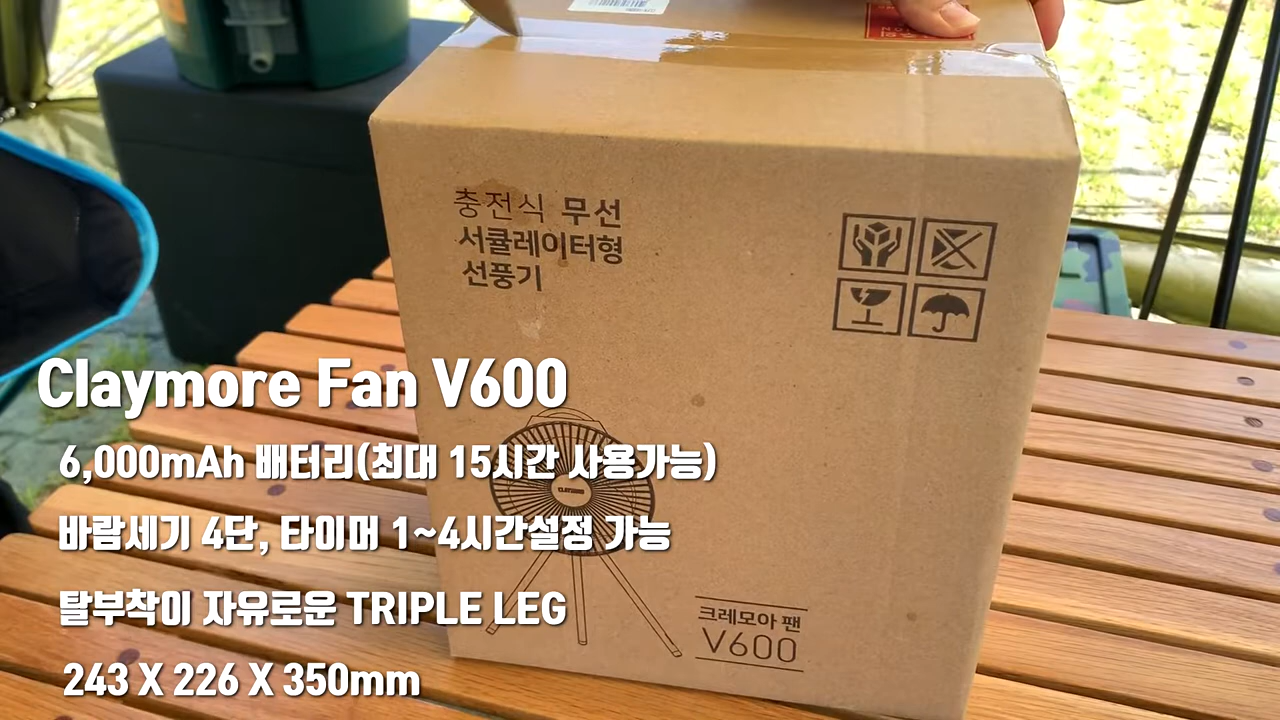 충전식 무선
서큘레이터형
선풍기
Claymore Fan V600
6,000mAh 배터리(최대 15시간 사용가능)
바람세기 4단, 타이머 1~4시간설정 가능
탈부착이 자유로운 TRIPLE LEG
243 X 226 X 350mm
크레모아 팬
V600